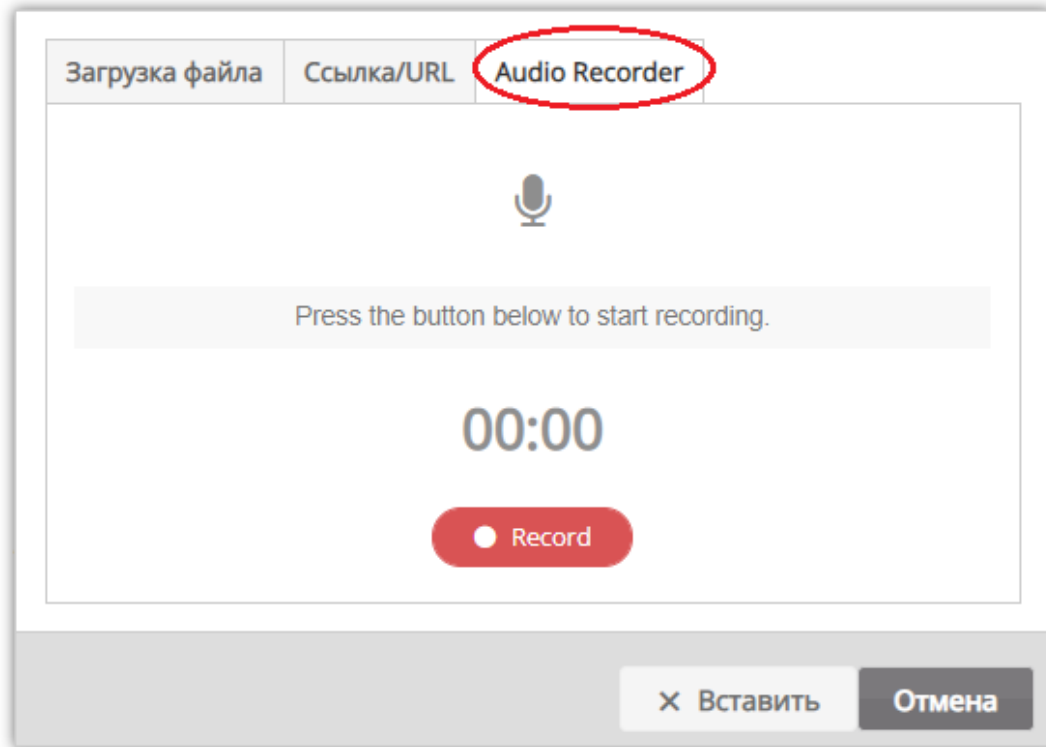 Загрузка файла Ссылка/URL Audio Recorder
Press the button below to start recording.
00:00
Record
× Вставить Отмена